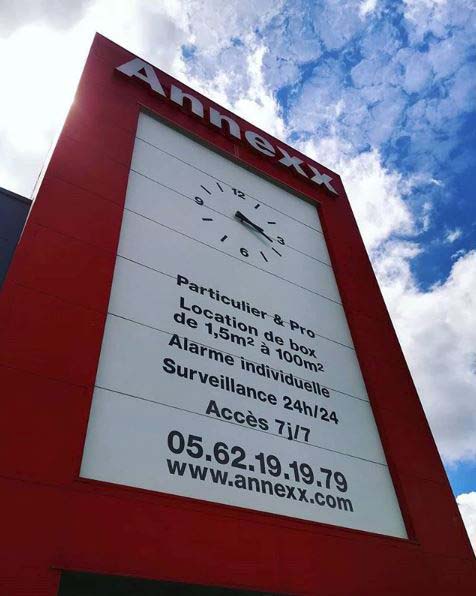 Annexx
12
9
3
6
Particulier & Pro
Location de box
de 1,5m² à 100m²
Alarme individuelle
Surveillance 24h/24
Accès 7j/7
05.62.19.19.79
www.annexx.com